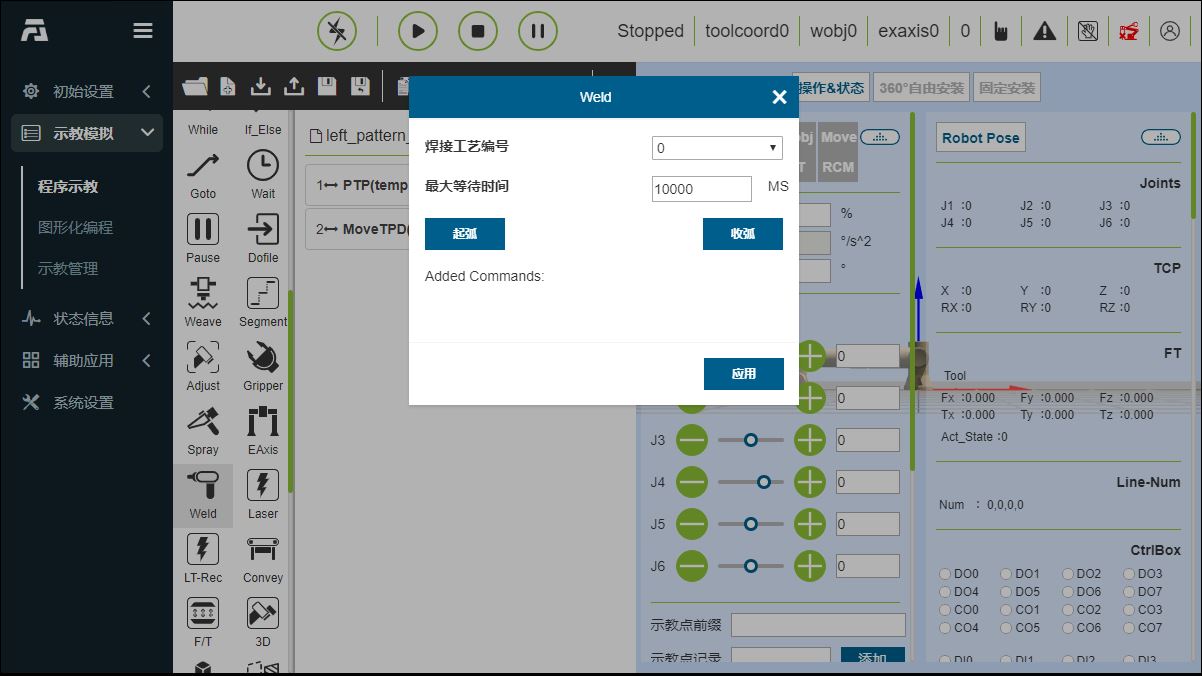 Stopped
toolcoord0
wobj0
exaxis0
0
初始设置
示教模拟
程序示教
图形化编程
示教管理
状态信息
辅助应用
系统设置
While
If_Else
Goto
Wait
Pause
Dofile
Weave
Segment
Adjust
Gripper
Spray
EAxis
Weld
Laser
LT-Rec
Convey
F/T
3D
left_pattern_
1 PTP(temp
2 MoveTPD(
Weld
焊接工艺编号
0
最大等待时间
10000
MS
起弧
收弧
Added Commands:
应用
操作&状态
360°自由安装
固定安装
bj
Move
T
RCM
%
°/s^2
°
0
0
J3
0
J4
0
J5
0
J6
0
示教点前缀
示教点记录
添加
Robot Pose
Joints
J1 :0 J2 :0 J3 :0
J4 :0 J5 :0 J6 :0
TCP
X :0 Y :0 Z :0
RX :0 RY :0 RZ :0
FT
Tool
Fx :0.000 Fy :0.000 Fz :0.000
Tx :0.000 Ty :0.000 Tz :0.000
Act_State :0
Line-Num
Num : 0,0,0,0
CtrlBox
DO0 DO1 DO2 DO3
DO4 DO5 DO6 DO7
CO0 CO1 CO2 CO3
CO4 CO5 CO6 CO7
DI0 DI1 DI2 DI3